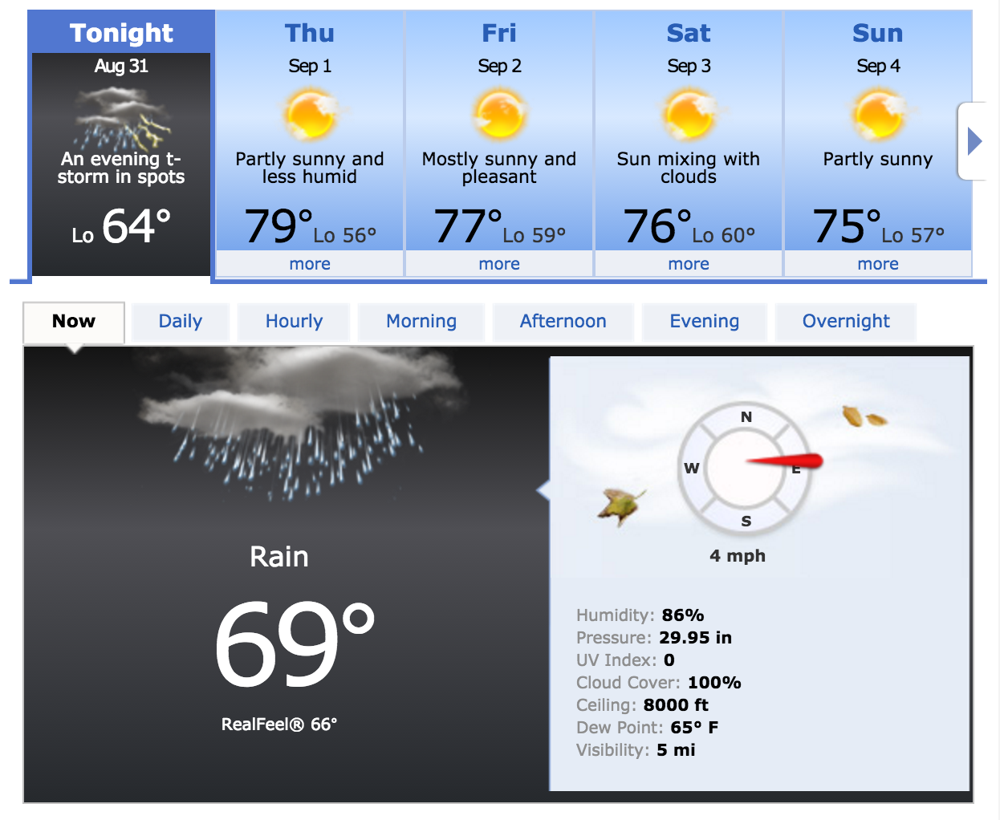 Tonight
Aug 31
An evening t-
storm in spots
Lo 64°
Thu
Sep 1
Partly sunny and
less humid
79° Lo 56°
more
Fri
Sep 2
Mostly sunny and
pleasant
77° Lo 59°
more
Sat
Sep 3
Sun mixing with
clouds
76° Lo 60°
more
Sun
Sep 4
Partly sunny
75° Lo 57°
more
Now Daily Hourly Morning Afternoon Evening Overnight
Rain
69°
RealFeel® 66°
N
W E
S
4 mph
Humidity: 86%
Pressure: 29.95 in
UV Index: 0
Cloud Cover: 100%
Ceiling: 8000 ft
Dew Point: 65° F
Visibility: 5 mi